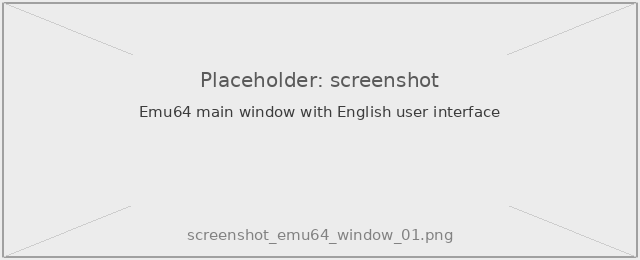 Placeholder: screenshot
Emu64 main window with English user interface
screenshot_emu64_window_01.png